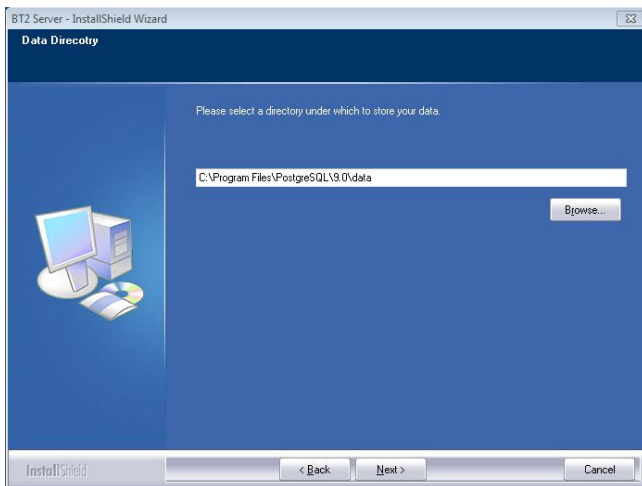 BT2 Server - InstallShield Wizard
Data Direcotry
Please select a directory under which to store your data.
C:\Program Files\PostgreSQL\9.0\data
Browse...
InstallShield
< Back
Next >
Cancel